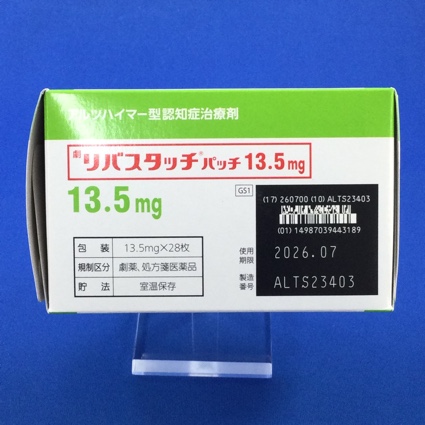 アルツハイマー型認知症治療剤
劇 リバスタッチ® パッチ 13.5mg
13.5mg
GS1
(17) 260700 (10) ALTS23403
(01) 14987039443189
包装 13.5mg×28枚
規制区分 劇薬、処方箋医薬品
貯法 室温保存
使用期限 2026.07
製造番号 ALTS23403